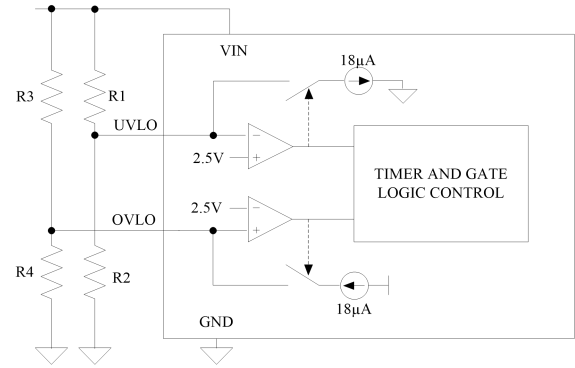 VIN
18µA
R3
R1
UVLO
−
+
2.5V
TIMER AND GATE
LOGIC CONTROL
2.5V
−
+
OVLO
R4
R2
18µA
GND